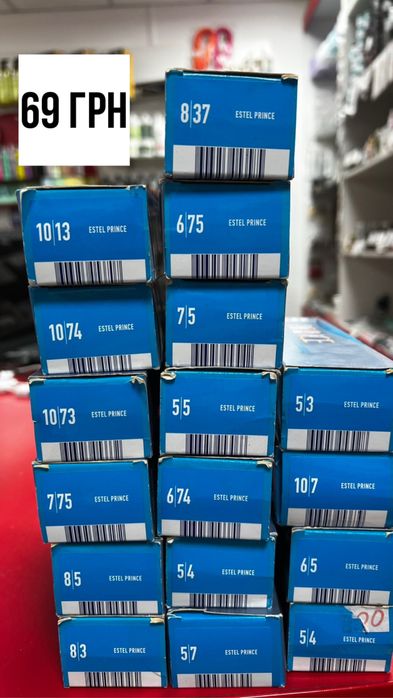 69 ГРН
8|37 ESTEL PRINCE
10|13 ESTEL PRINCE
6|75 ESTEL PRINCE
10|74 ESTEL PRINCE
7|5 ESTEL PRINCE
10|73 ESTEL PRINCE
5|5 ESTEL PRINCE
5|3 ESTEL PRINCE
7|75 ESTEL PRINCE
6|74 ESTEL PRINCE
10|7 ESTEL PRINCE
8|5 ESTEL PRINCE
5|4 ESTEL PRINCE
6|5 ESTEL PRINCE
8|3 ESTEL PRINCE
5|7 ESTEL PRINCE
5|4 ESTEL PRINCE